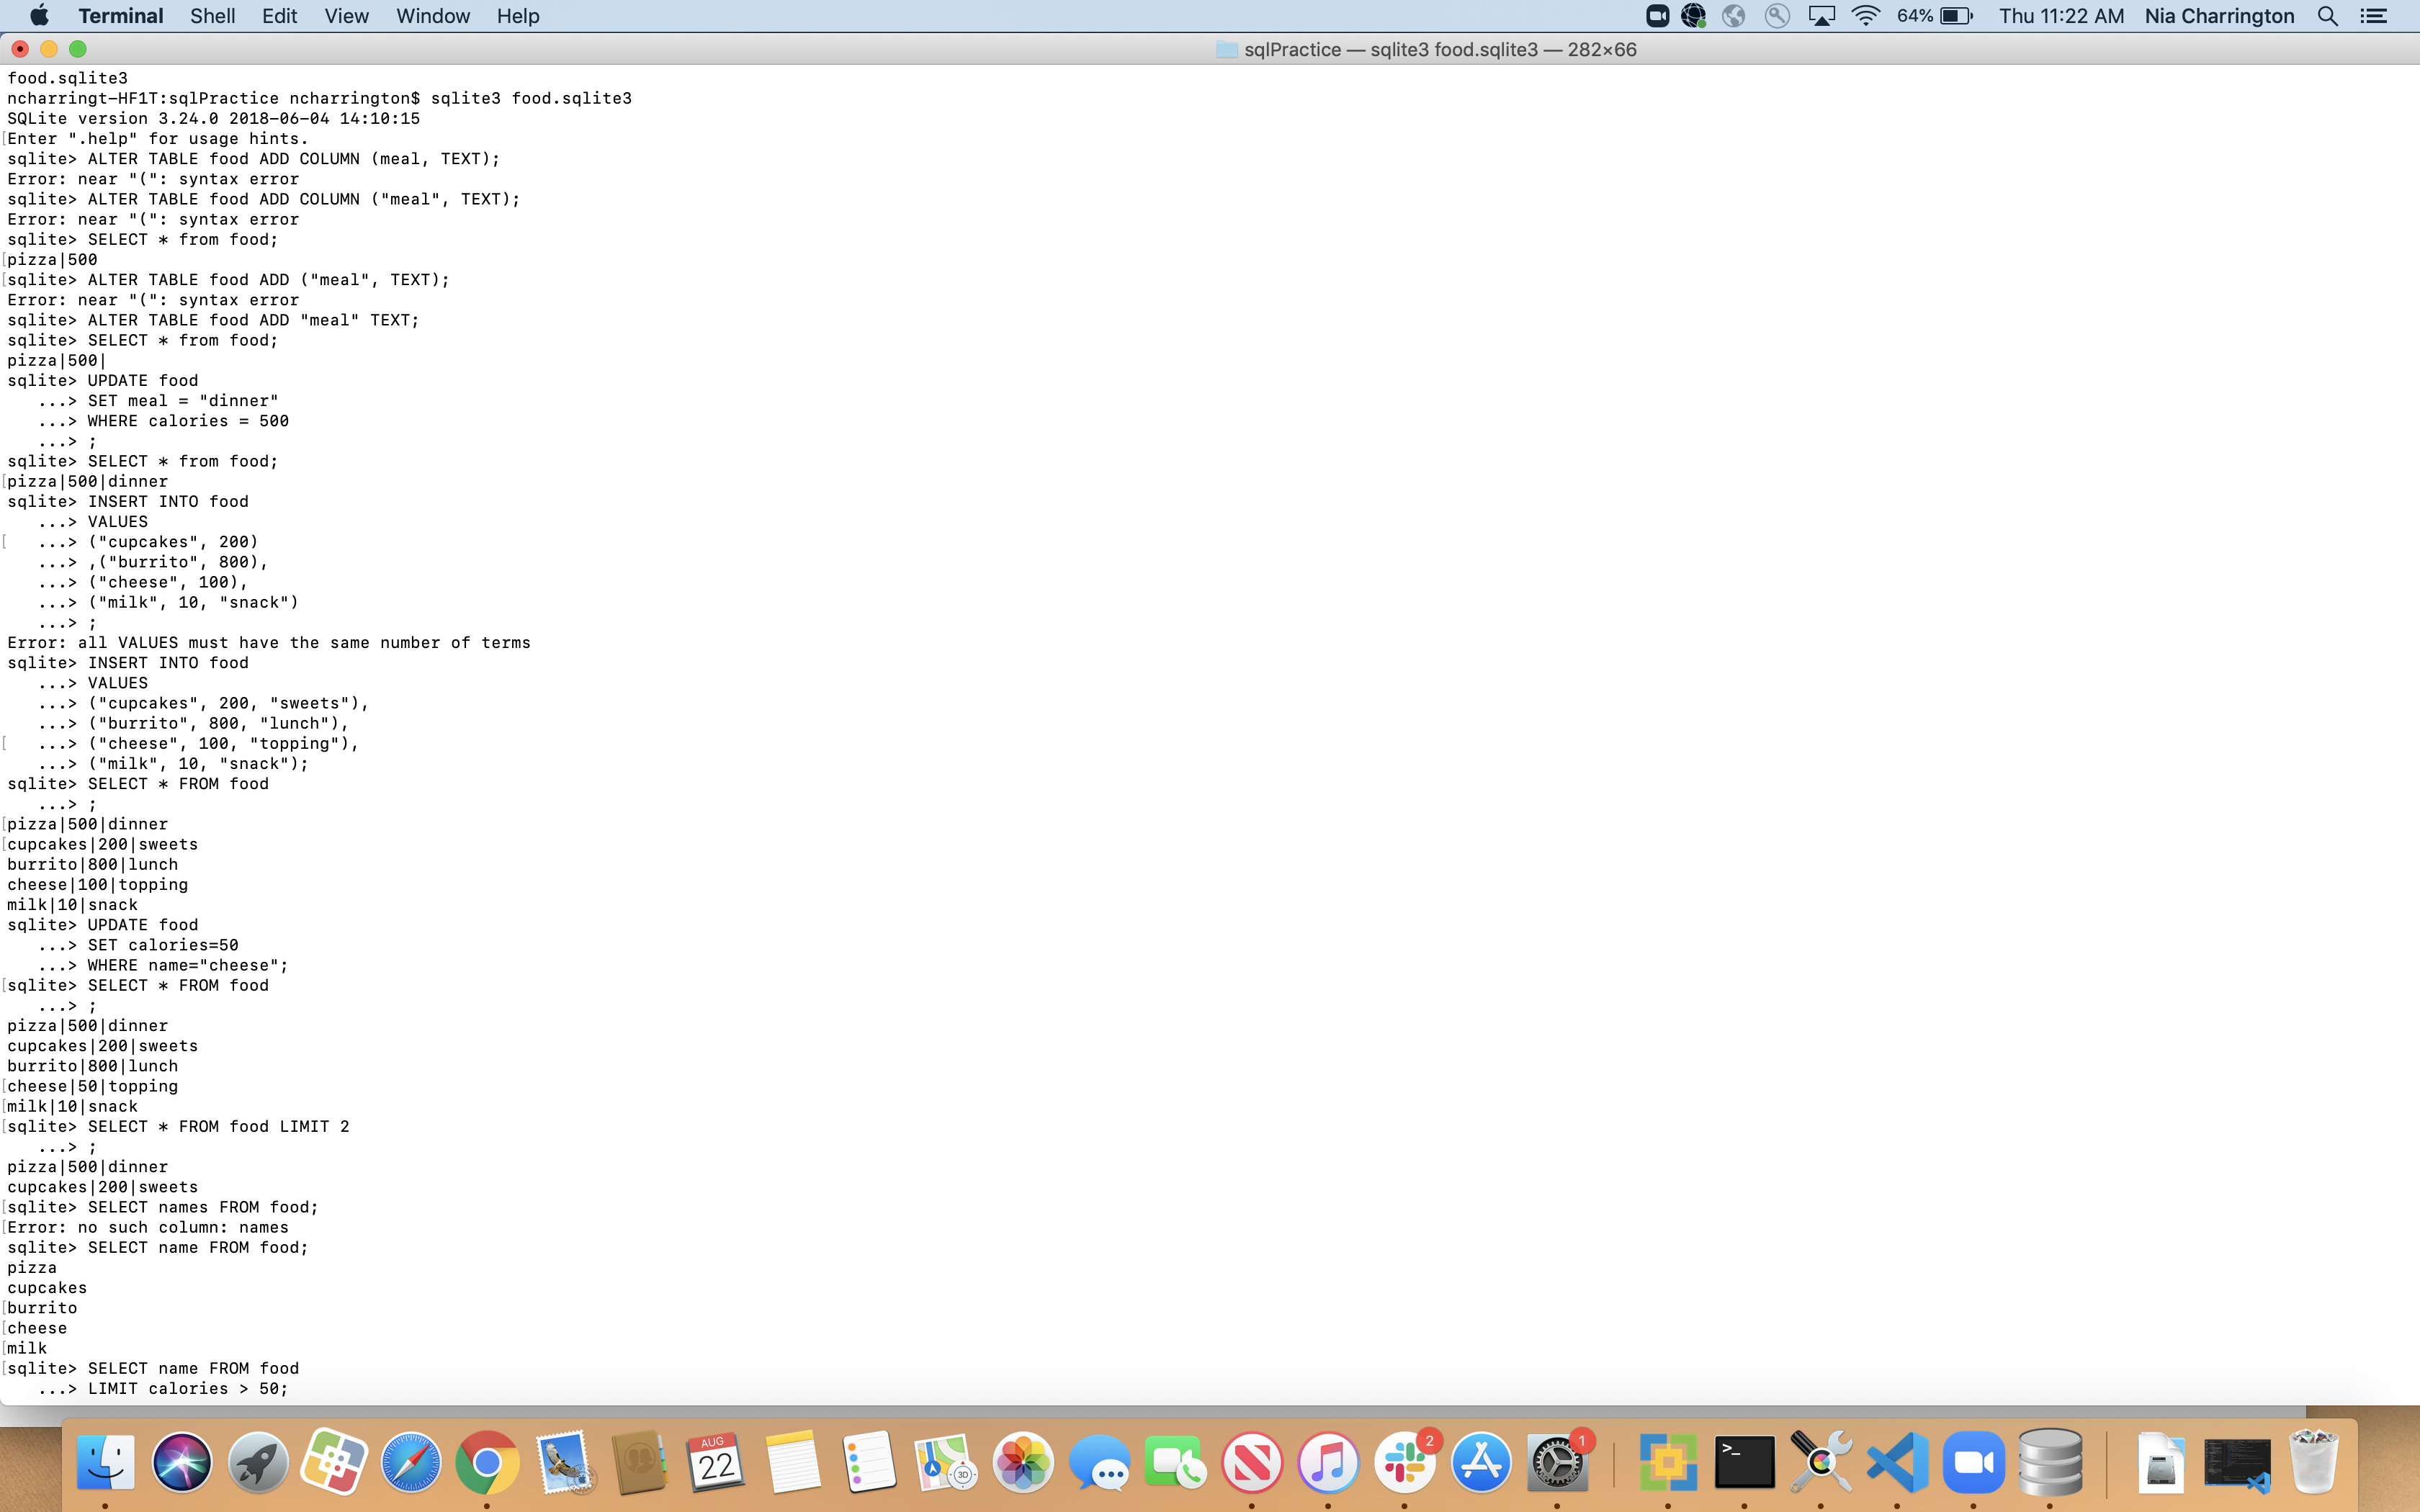 Terminal Shell Edit View Window Help 64% Thu 11:22 AM Nia Charrington
sqlPractice — sqlite3 food.sqlite3 — 282×66
food.sqlite3
ncharringt-HF1T:sqlPractice ncharrington$ sqlite3 food.sqlite3
SQLite version 3.24.0 2018-06-04 14:10:15
[Enter ".help" for usage hints.
sqlite> ALTER TABLE food ADD COLUMN (meal, TEXT);
Error: near "(": syntax error
sqlite> ALTER TABLE food ADD COLUMN ("meal", TEXT);
Error: near "(": syntax error
sqlite> SELECT * from food;
[pizza|500
[sqlite> ALTER TABLE food ADD ("meal", TEXT);
Error: near "(": syntax error
sqlite> ALTER TABLE food ADD "meal" TEXT;
sqlite> SELECT * from food;
pizza|500|
sqlite> UPDATE food
   ...> SET meal = "dinner"
   ...> WHERE calories = 500
   ...> ;
sqlite> SELECT * from food;
[pizza|500|dinner
sqlite> INSERT INTO food
   ...> VALUES
[   ...> ("cupcakes", 200)
   ...> ,("burrito", 800),
   ...> ("cheese", 100),
   ...> ("milk", 10, "snack")
   ...> ;
Error: all VALUES must have the same number of terms
sqlite> INSERT INTO food
   ...> VALUES
   ...> ("cupcakes", 200, "sweets"),
   ...> ("burrito", 800, "lunch"),
[   ...> ("cheese", 100, "topping"),
   ...> ("milk", 10, "snack");
sqlite> SELECT * FROM food
   ...> ;
[pizza|500|dinner
[cupcakes|200|sweets
burrito|800|lunch
cheese|100|topping
milk|10|snack
sqlite> UPDATE food
   ...> SET calories=50
   ...> WHERE name="cheese";
[sqlite> SELECT * FROM food
   ...> ;
pizza|500|dinner
cupcakes|200|sweets
burrito|800|lunch
[cheese|50|topping
[milk|10|snack
[sqlite> SELECT * FROM food LIMIT 2
   ...> ;
pizza|500|dinner
cupcakes|200|sweets
[sqlite> SELECT names FROM food;
[Error: no such column: names
sqlite> SELECT name FROM food;
pizza
cupcakes
[burrito
[cheese
[milk
[sqlite> SELECT name FROM food
   ...> LIMIT calories > 50;
AUG
22
3D
2
1
>_